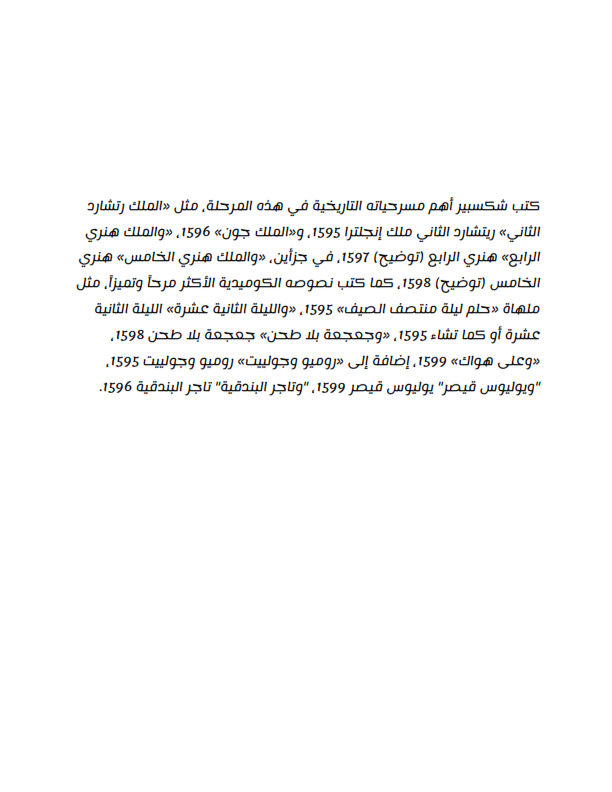 كتب شكسبير أهم مسرحياته التاريخية في هذه المرحلة، مثل «الملك رتشارد
الثاني» ريتشارد الثاني ملك إنجلترا 1595، و«الملك جون» 1596، «والملك هنري
الرابع» هنري الرابع (توضيح) 1597، في جزأين، «والملك هنري الخامس» هنري
الخامس (توضيح) 1598، كما كتب نصوصه الكوميدية الأكثر مرحاً وتميزاً، مثل
ملهاة «حلم ليلة منتصف الصيف» 1595، «والليلة الثانية عشرة» الليلة الثانية
عشرة أو كما تشاء 1595، «وجعجعة بلا طحن» جعجعة بلا طحن 1598،
«وعلى هواك» 1599، إضافة إلى «روميو وجولييت» روميو وجولييت 1595،
"ويوليوس قيصر" يوليوس قيصر 1599، "وتاجر البندقية" تاجر البندقية 1596.